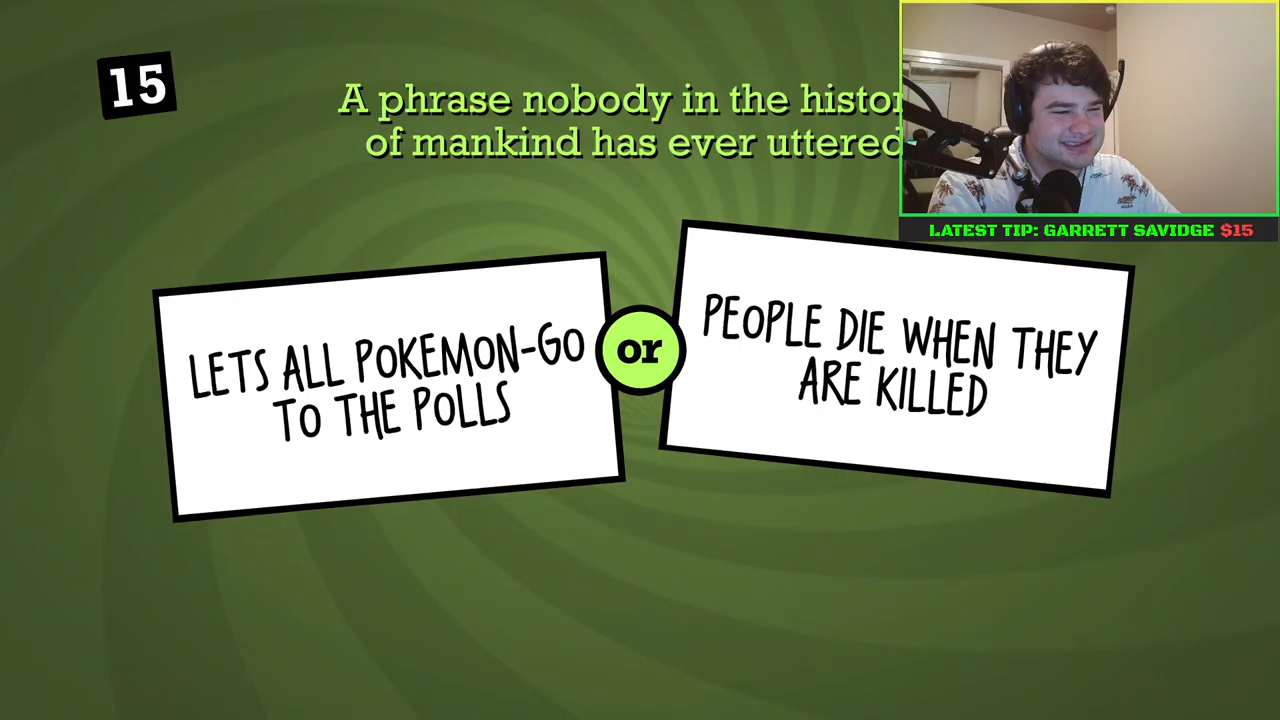 15
A phrase nobody in the histor
of mankind has ever uttered
LATEST TIP: GARRETT SAVIDGE $15
LETS ALL POKEMON-GO
TO THE POLLS
or
PEOPLE DIE WHEN THEY
ARE KILLED